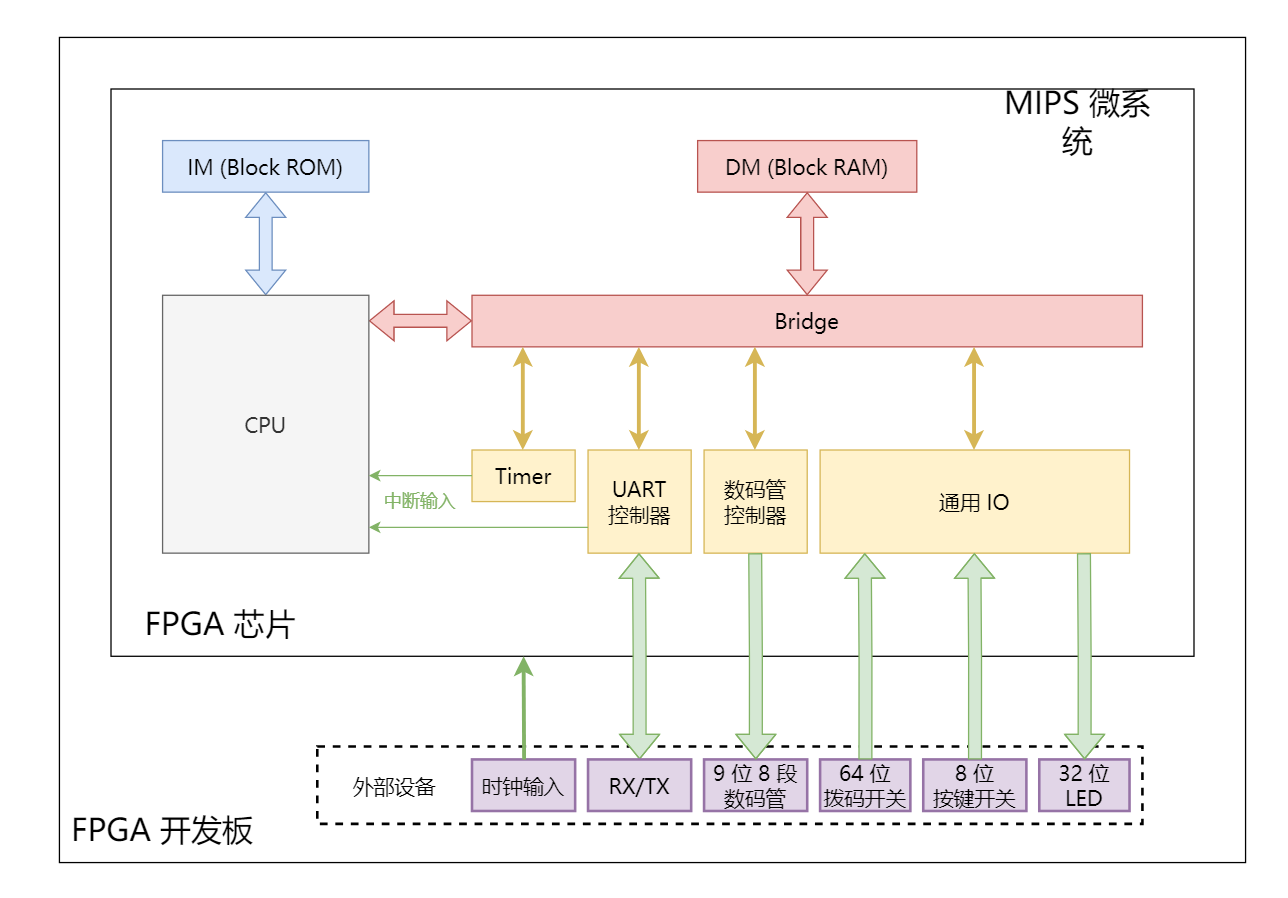 MIPS 微系
统
IM (Block ROM)
DM (Block RAM)
Bridge
CPU
Timer
中断输入
UART
控制器
数码管
控制器
通用 IO
FPGA 芯片
外部设备
时钟输入
RX/TX
9 位 8 段
数码管
64 位
拨码开关
8 位
按键开关
32 位
LED
FPGA 开发板